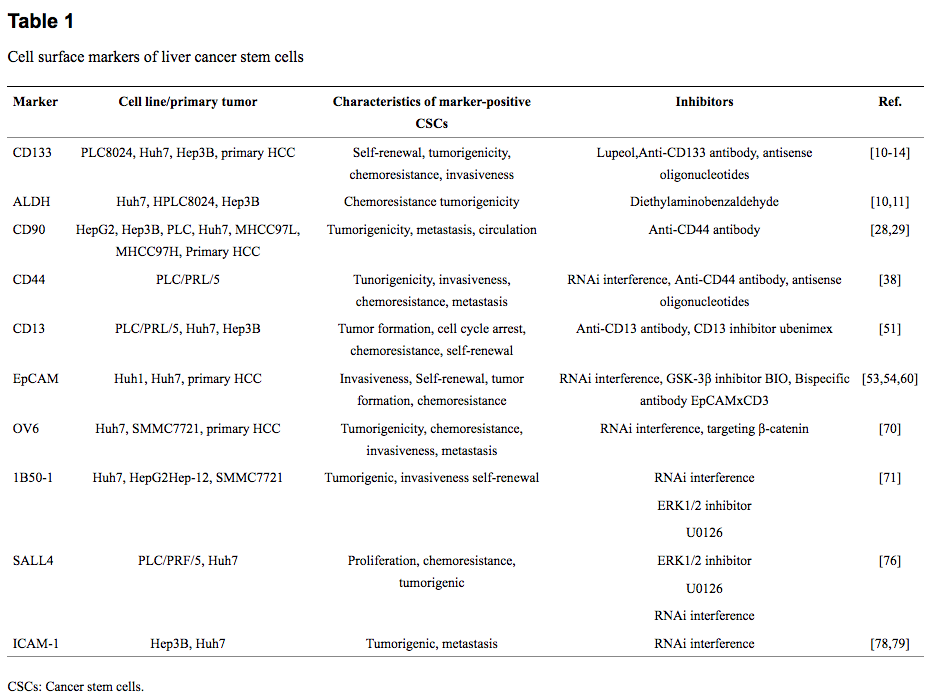 Table 1
Cell surface markers of liver cancer stem cells
Marker Cell line/primary tumor Characteristics of marker-positive Inhibitors Ref.
CSCs
CD133 PLC8024, Huh7, Hep3B, primary HCC Self-renewal, tumorigenicity, Lupeol,Anti-CD133 antibody, antisense [10-14]
chemoresistance, invasiveness oligonucleotides
ALDH Huh7, HPLC8024, Hep3B Chemoresistance tumorigenicity Diethylaminobenzaldehyde [10,11]
CD90 HepG2, Hep3B, PLC, Huh7, MHCC97L, Tumorigenicity, metastasis, circulation Anti-CD44 antibody [28,29]
MHCC97H, Primary HCC
CD44 PLC/PRL/5 Tunorigenicity, invasiveness, RNAi interference, Anti-CD44 antibody, antisense [38]
chemoresistance, metastasis oligonucleotides
CD13 PLC/PRL/5, Huh7, Hep3B Tumor formation, cell cycle arrest, Anti-CD13 antibody, CD13 inhibitor ubenimex [51]
chemoresistance, self-renewal
EpCAM Huh1, Huh7, primary HCC Invasiveness, Self-renewal, tumor RNAi interference, GSK-3β inhibitor BIO, Bispecific [53,54,60]
formation, chemoresistance antibody EpCAMxCD3
OV6 Huh7, SMMC7721, primary HCC Tumorigenicity, chemoresistance, RNAi interference, targeting β-catenin [70]
invasiveness, metastasis
1B50-1 Huh7, HepG2Hep-12, SMMC7721 Tumorigenic, invasiveness self-renewal RNAi interference [71]
ERK1/2 inhibitor
U0126
SALL4 PLC/PRF/5, Huh7 Proliferation, chemoresistance, ERK1/2 inhibitor [76]
tumorigenic
U0126
RNAi interference
ICAM-1 Hep3B, Huh7 Tumorigenic, metastasis RNAi interference [78,79]
CSCs: Cancer stem cells.